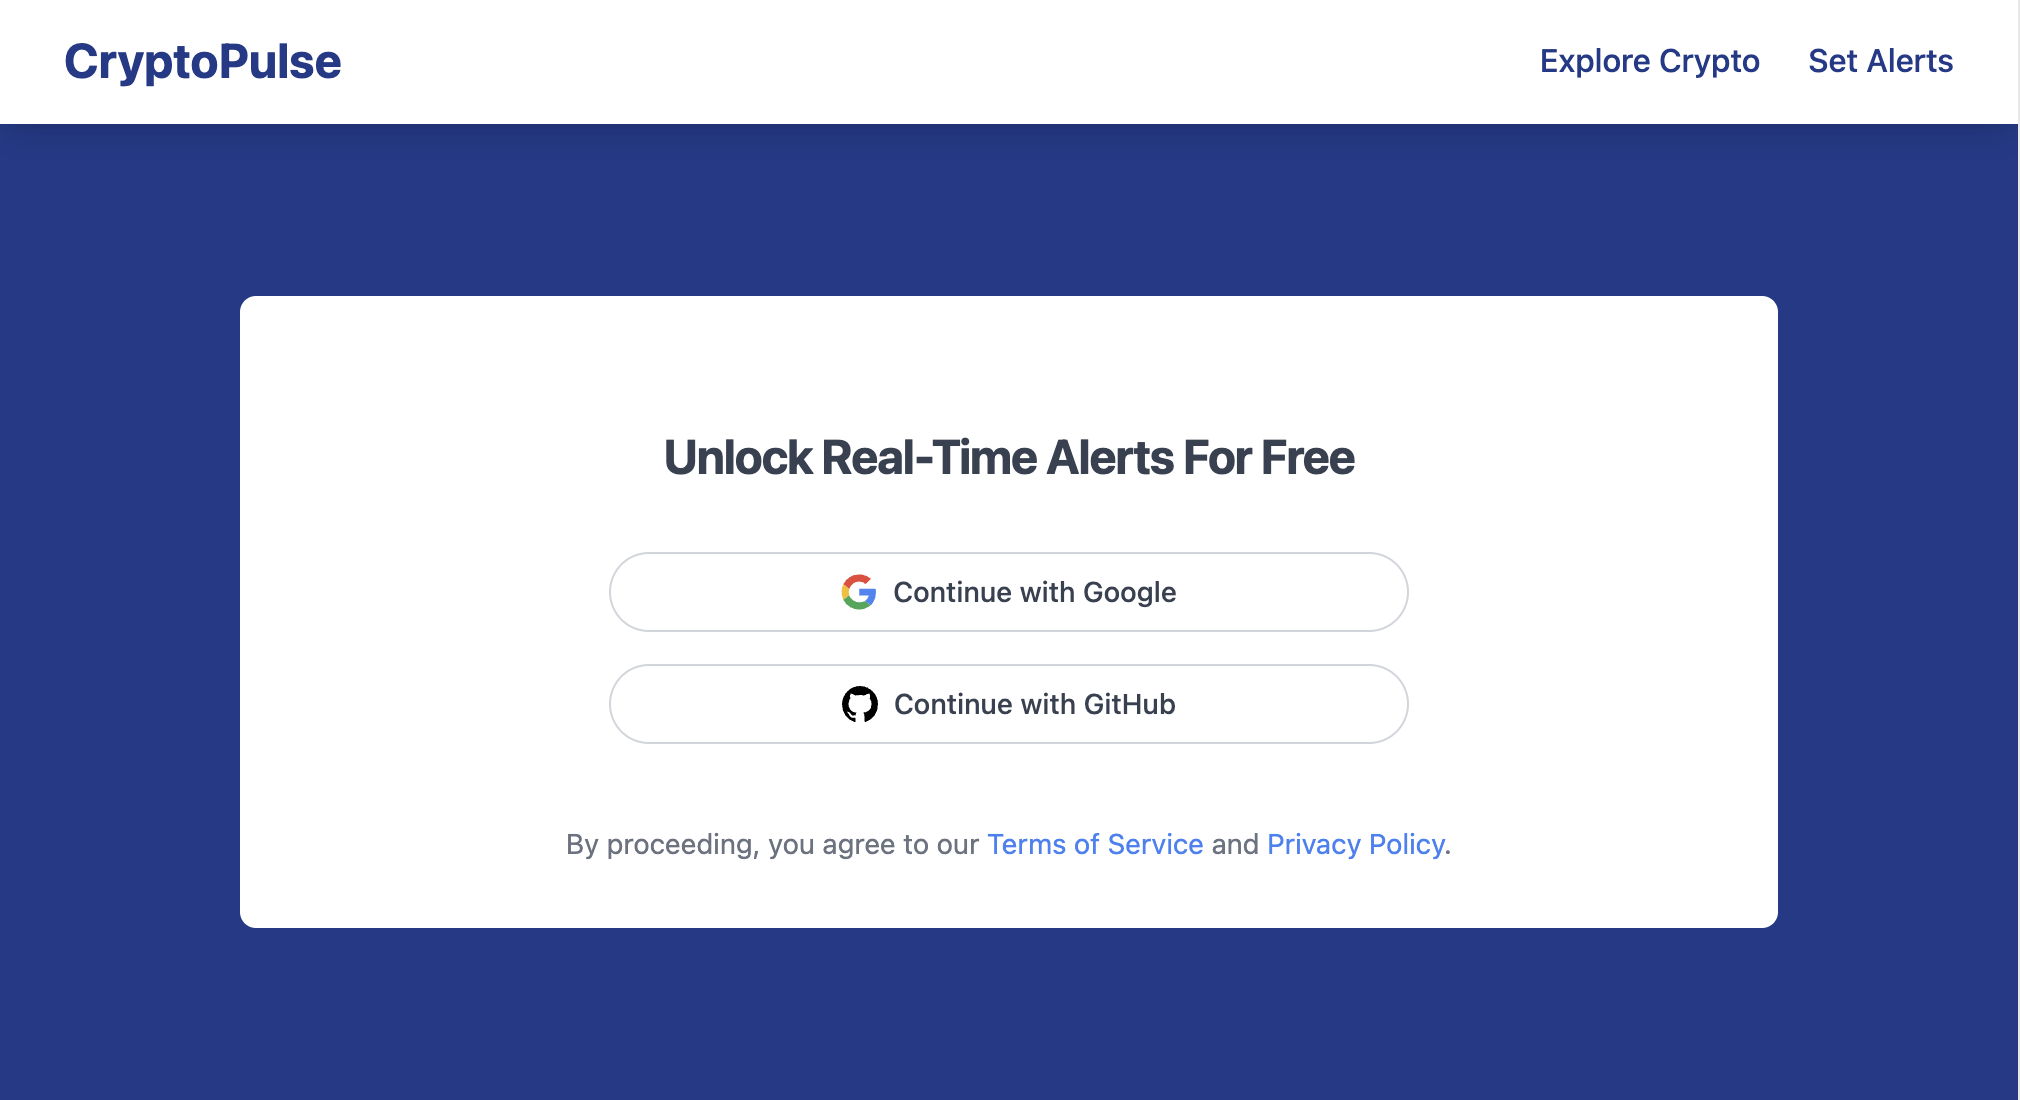 CryptoPulse
Explore Crypto
Set Alerts
Unlock Real-Time Alerts For Free
Continue with Google
Continue with GitHub
By proceeding, you agree to our Terms of Service and Privacy Policy.